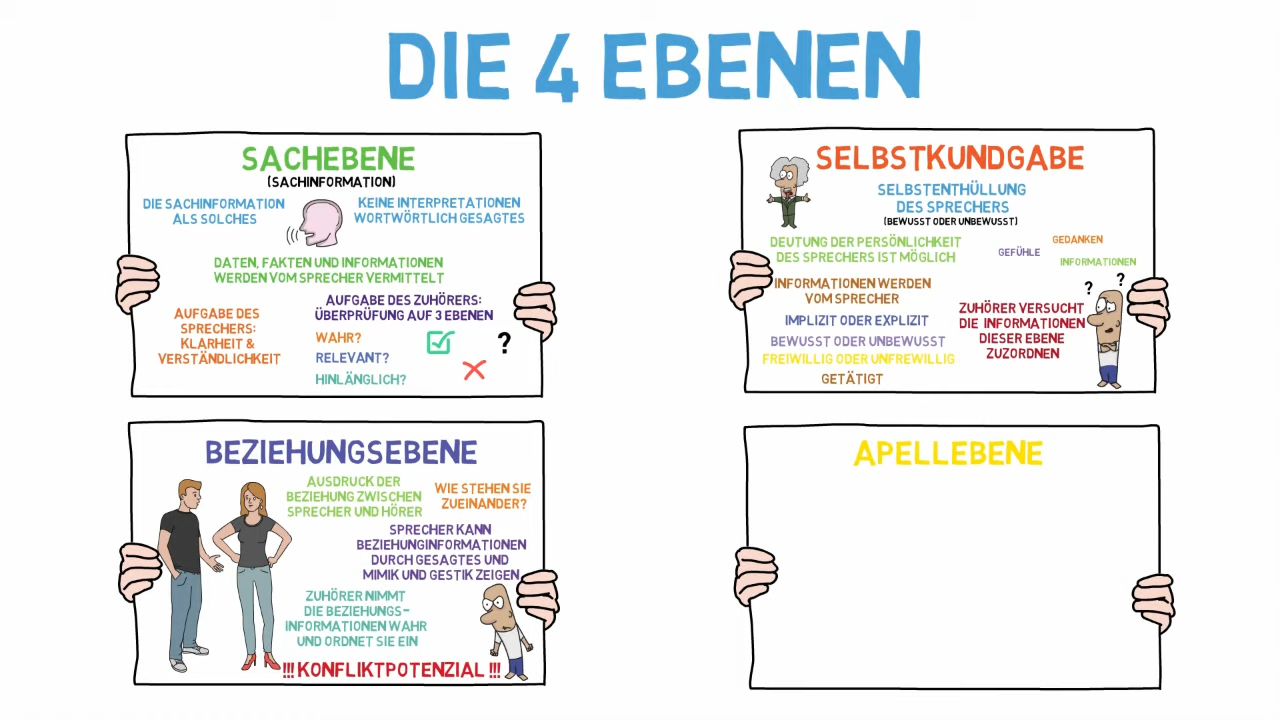 DIE 4 EBENEN
SACHEBENE
(SACHINFORMATION)
DIE SACHINFORMATION
ALS SOLCHES
KEINE INTERPRETATIONEN
WORTWÖRTLICH GESAGTES
DATEN, FAKTEN UND INFORMATIONEN
WERDEN VOM SPRECHER VERMITTELT
AUFGABE DES
SPRECHERS:
KLARHEIT &
VERSTÄNDLICHKEIT
AUFGABE DES ZUHÖRERS:
ÜBERPRÜFUNG AUF 3 EBENEN
WAHR?
RELEVANT?
HINLÄNGLICH?
?
SELBSTKUNDGABE
SELBSTENTHÜLLUNG
DES SPRECHERS
(BEWUSST ODER UNBEWUSST)
DEUTUNG DER PERSÖNLICHKEIT
DES SPRECHERS IST MÖGLICH
GEDANKEN
GEFÜHLE
INFORMATIONEN
INFORMATIONEN WERDEN
VOM SPRECHER
IMPLIZIT ODER EXPLIZIT
BEWUSST ODER UNBEWUSST
FREIWILLIG ODER UNFREIWILLIG
GETÄTIGT
ZUHÖRER VERSUCHT
DIE INFORMATIONEN
DIESER EBENE
ZUZORDNEN
? ?
BEZIEHUNGSEBENE
AUSDRUCK DER
BEZIEHUNG ZWISCHEN
SPRECHER UND HÖRER
WIE STEHEN SIE
ZUEINANDER?
SPRECHER KANN
BEZIEHUNGINFORMATIONEN
DURCH GESAGTES UND
MIMIK UND GESTIK ZEIGEN
ZUHÖRER NIMMT
DIE BEZIEHUNGS-
INFORMATIONEN WAHR
UND ORDNET SIE EIN
!!! KONFLIKTPOTENZIAL !!!
APELLEBENE